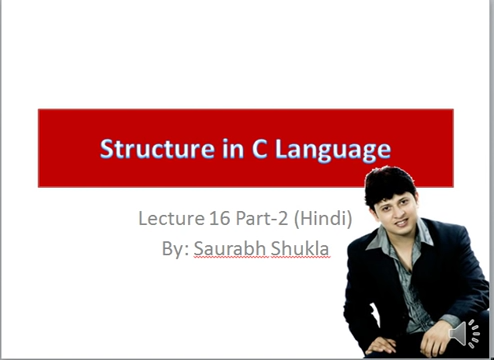 Structure in C Language
Lecture 16 Part-2 (Hindi)
By: Saurabh Shukla